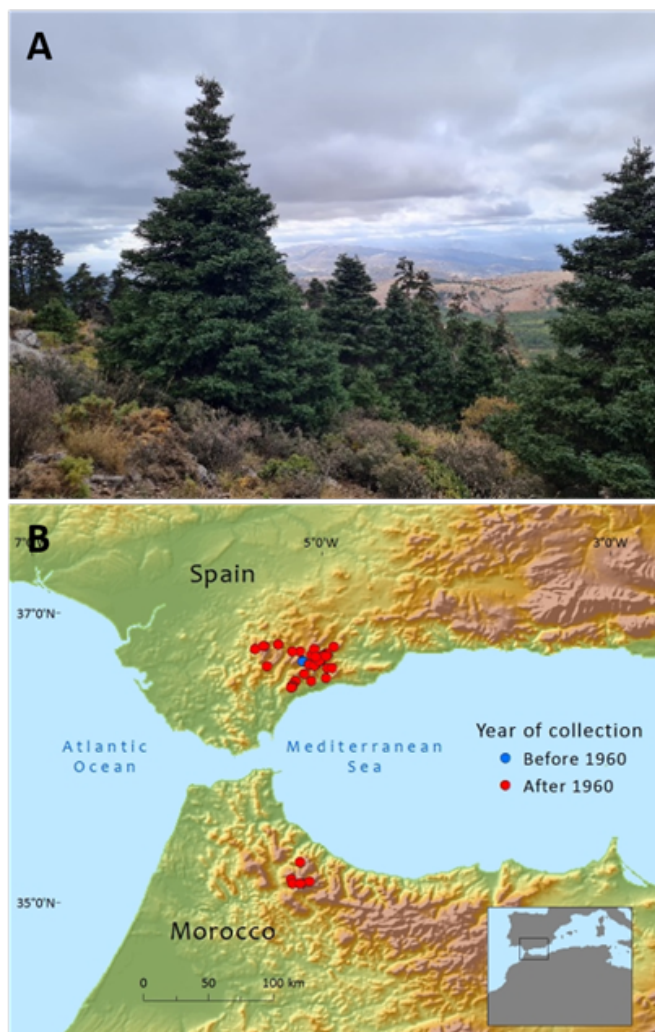 A
B
7°0'W
5°0'W
3°0'W
Spain
37°0'N
Atlantic
Ocean
Mediterranean
Sea
Year of collection
Before 1960
After 1960
35°0'N
Morocco
0
50
100 km